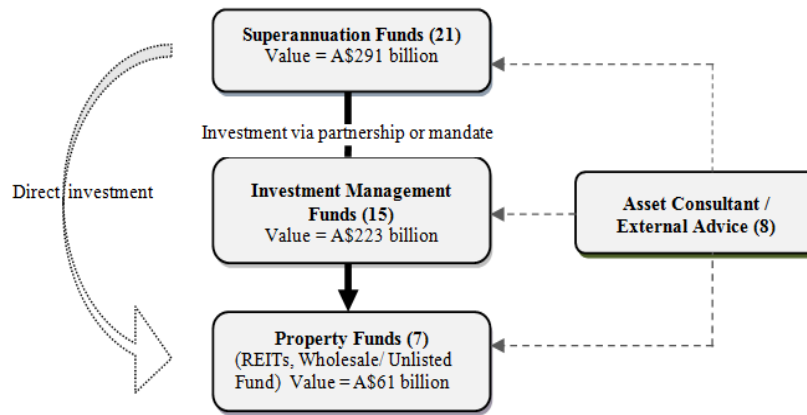 Superannuation Funds (21)
Value = A$291 billion
Investment via partnership or mandate
Direct investment
Investment Management
Funds (15)
Value = A$223 billion
Asset Consultant /
External Advice (8)
Property Funds (7)
(REITs, Wholesale/ Unlisted
Fund) Value = A$61 billion